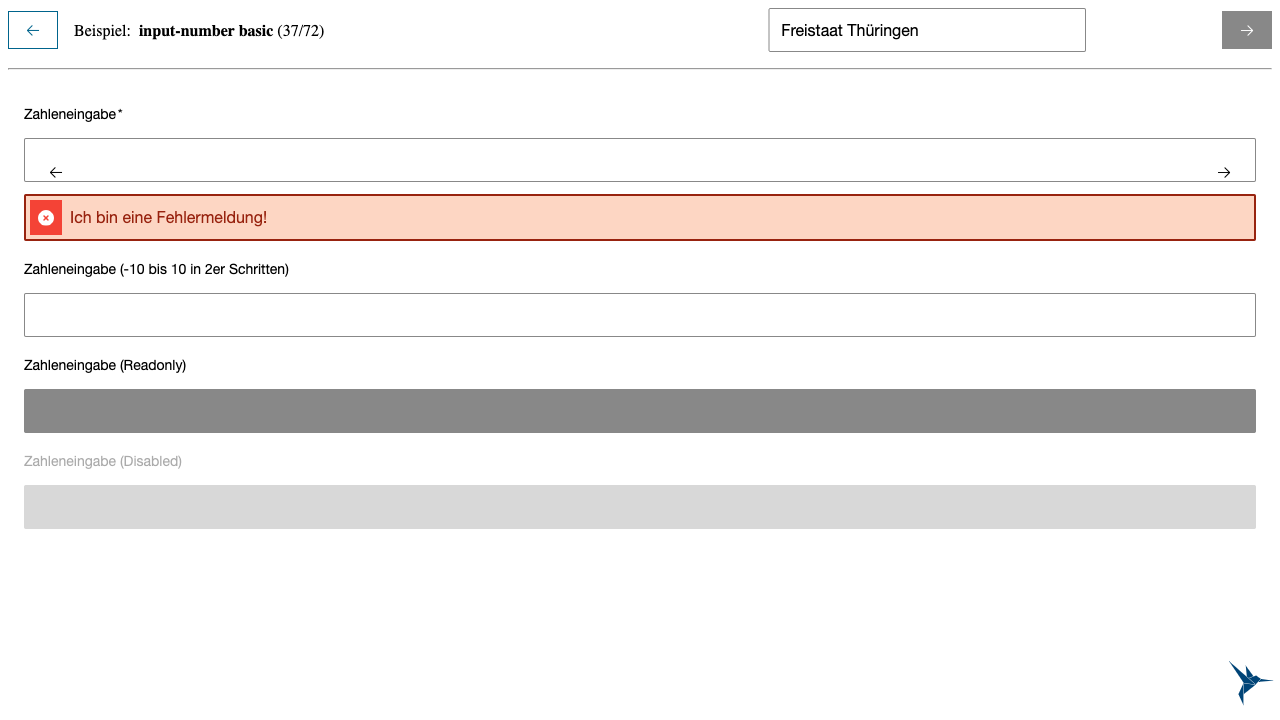 Beispiel: input-number basic (37/72)
Freistaat Thüringen
Zahleneingabe*
Ich bin eine Fehlermeldung!
Zahleneingabe (-10 bis 10 in 2er Schritten)
Zahleneingabe (Readonly)
Zahleneingabe (Disabled)